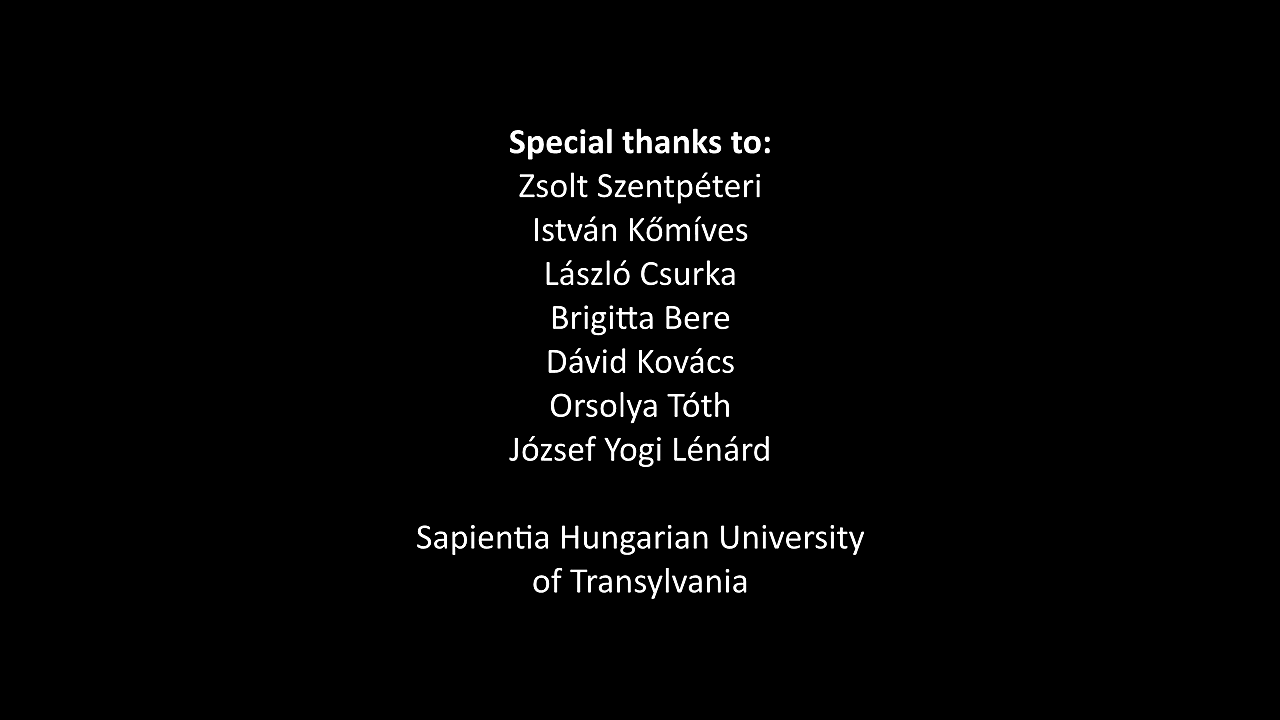 Special thanks to:
Zsolt Szentpéteri
István Kőmíves
László Csurka
Brigitta Bere
Dávid Kovács
Orsolya Tóth
József Yogi Lénárd
Sapientia Hungarian University
of Transylvania